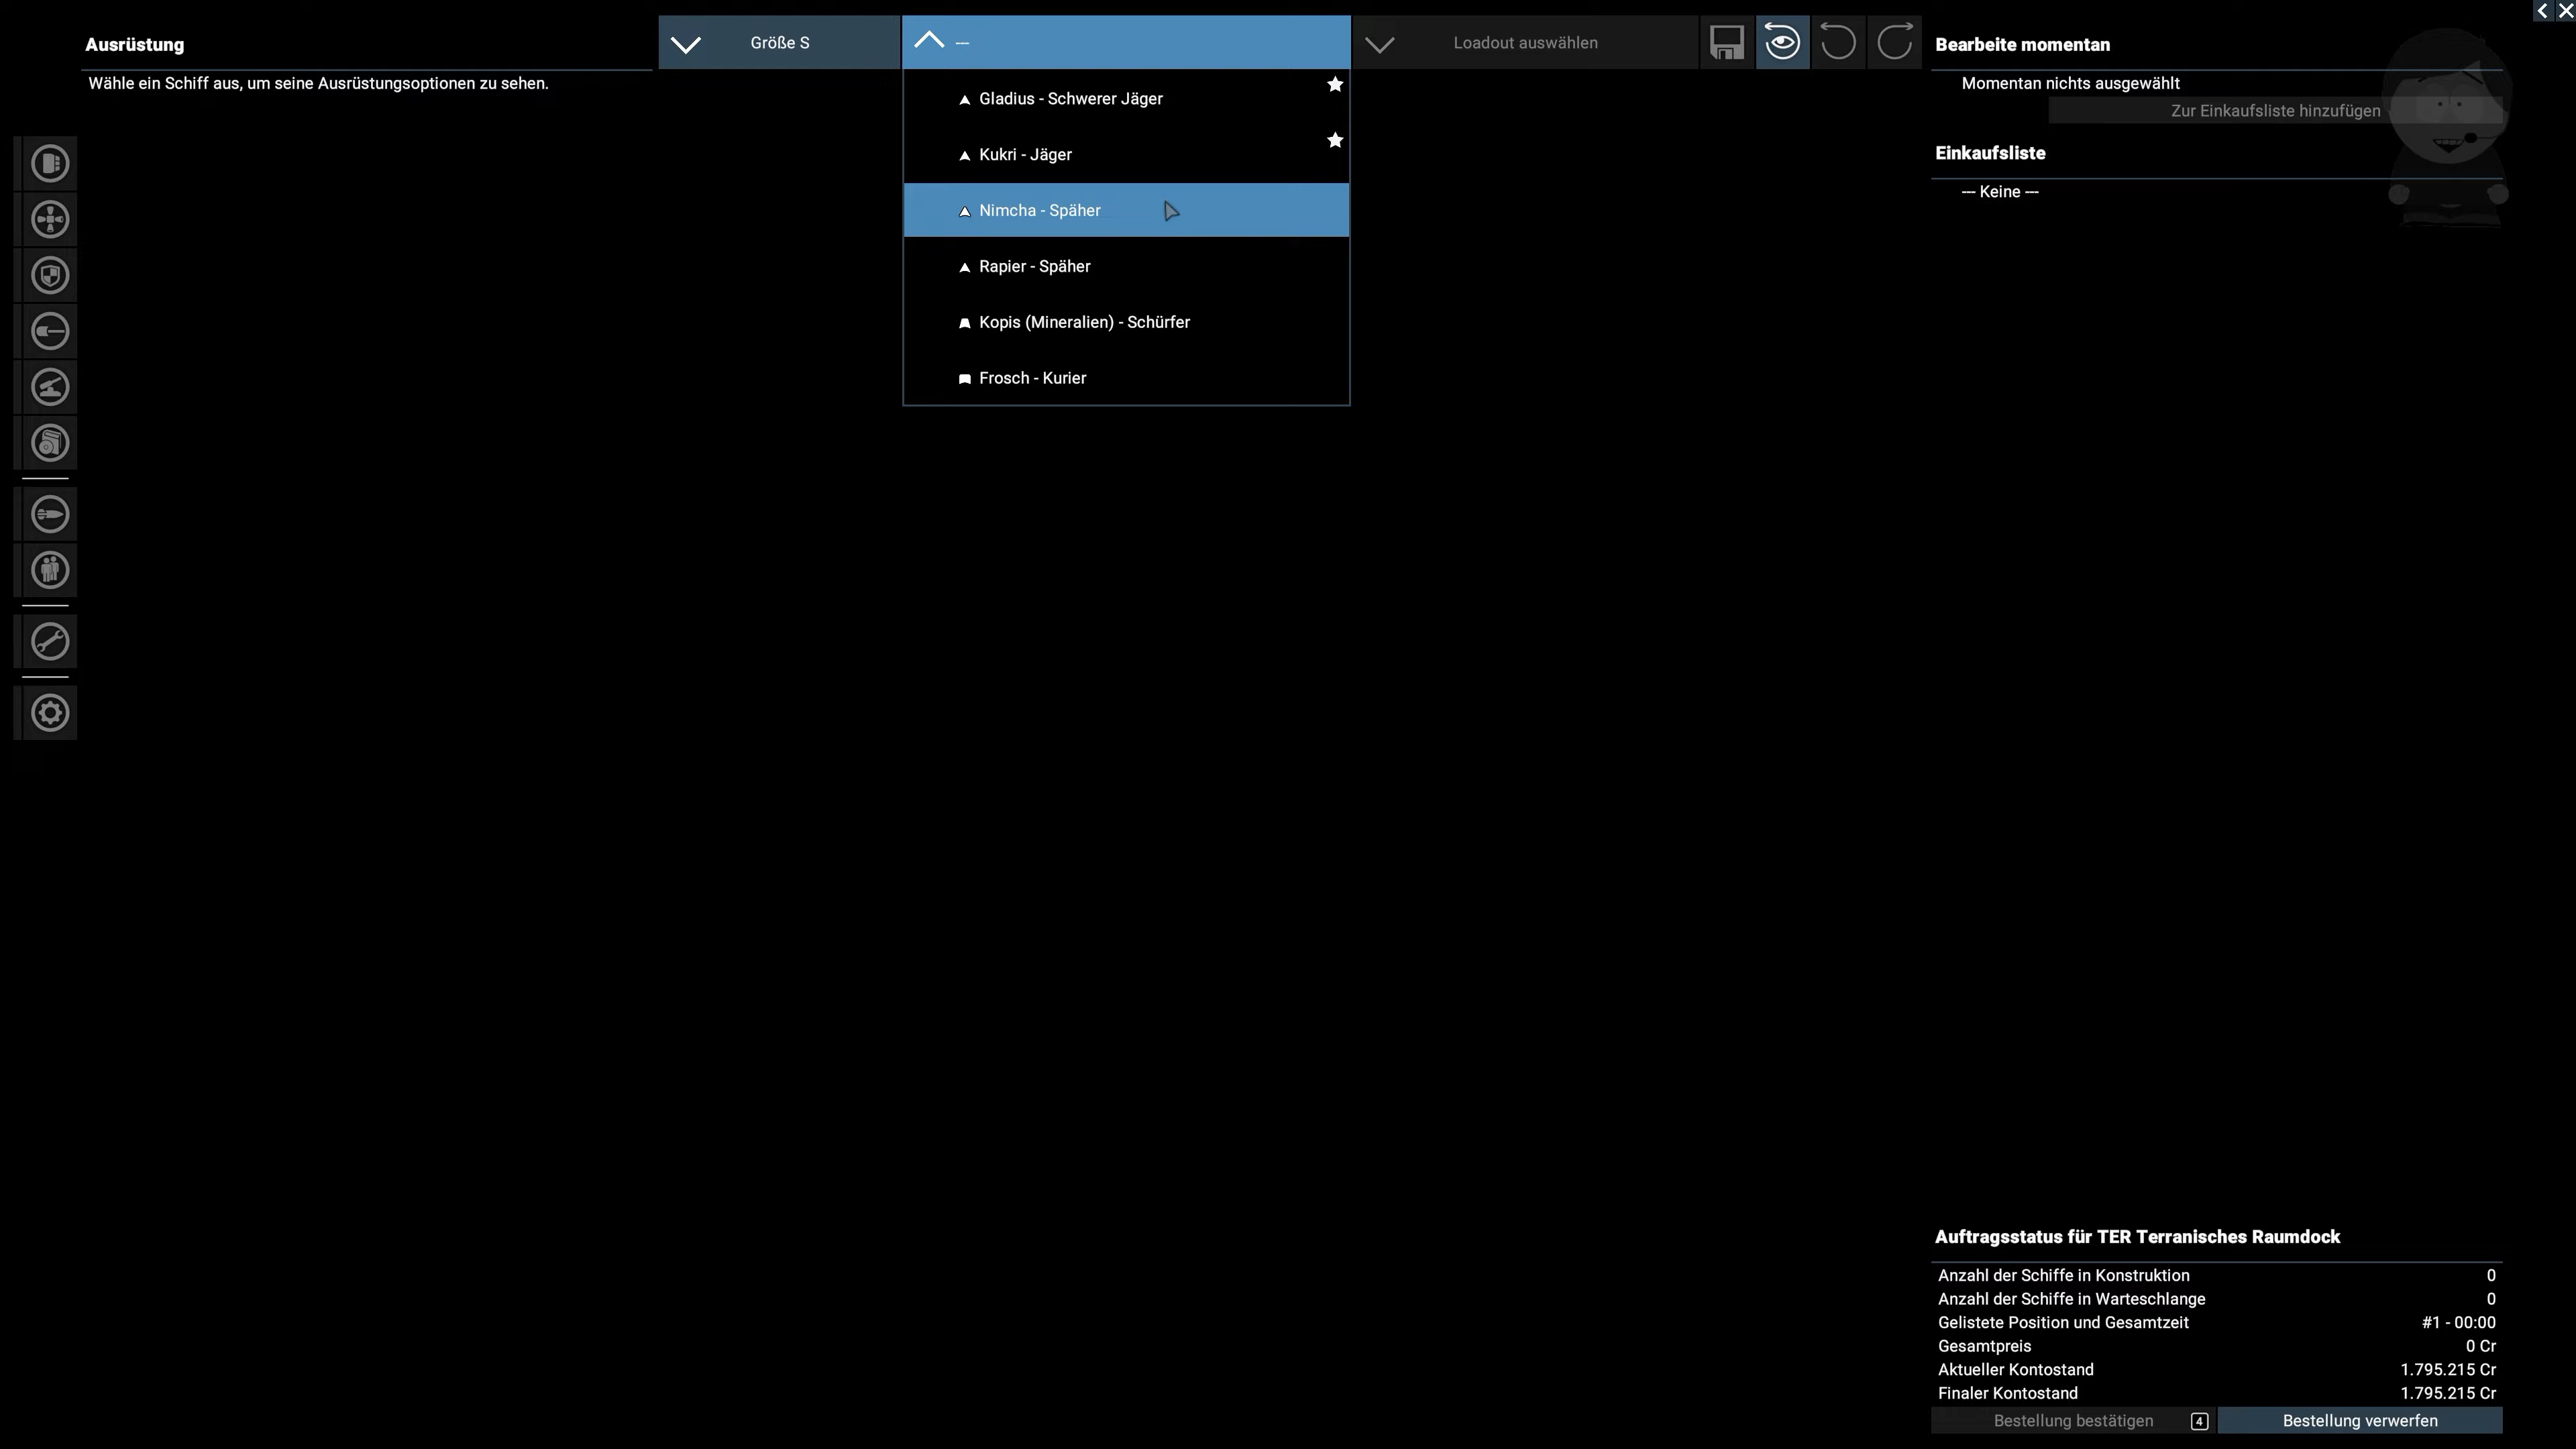 Ausrüstung
Wähle ein Schiff aus, um seine Ausrüstungsoptionen zu sehen.
Größe S
---
Loadout auswählen
Gladius - Schwerer Jäger
Kukri - Jäger
Nimcha - Späher
Rapier - Späher
Kopis (Mineralien) - Schürfer
Frosch - Kurier
Bearbeite momentan
Momentan nichts ausgewählt
Zur Einkaufsliste hinzufügen
Einkaufsliste
--- Keine ---
Auftragsstatus für TER Terranisches Raumdock
Anzahl der Schiffe in Konstruktion 0
Anzahl der Schiffe in Warteschlange 0
Gelistete Position und Gesamtzeit #1 - 00:00
Gesamtpreis 0 Cr
Aktueller Kontostand 1.795.215 Cr
Finaler Kontostand 1.795.215 Cr
Bestellung bestätigen 4 Bestellung verwerfen